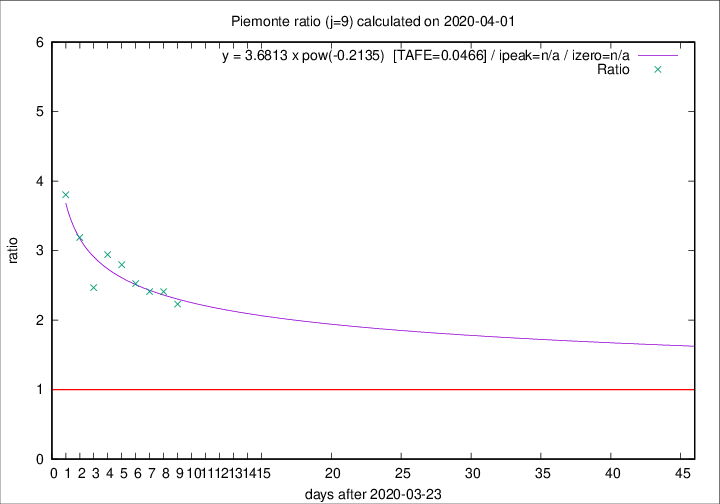 Piemonte ratio (j=9) calculated on 2020-04-01
y = 3.6813 x pow(-0.2135)  [TAFE=0.0466] / ipeak=n/a / izero=n/a
Ratio
6
5
4
3
2
1
0
ratio
0 1 2 3 4 5 6 7 8 9 10 11 12 13 14 15 20 25 30 35 40 45
days after 2020-03-23